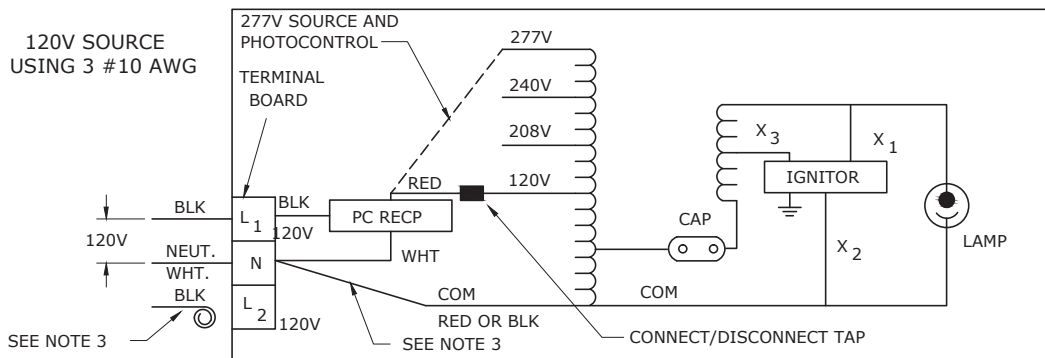 120V SOURCE
USING 3 #10 AWG
277V SOURCE AND
PHOTOCONTROL
TERMINAL
BOARD
277V
240V
208V
120V
RED
BLK
BLK
L1
120V
PC RECP
120V
NEUT.
WHT.
N
WHT
BLK
L2
120V
SEE NOTE 3
COM
RED OR BLK
SEE NOTE 3
CONNECT/DISCONNECT TAP
CAP
COM
X3
X1
IGNITOR
X2
LAMP